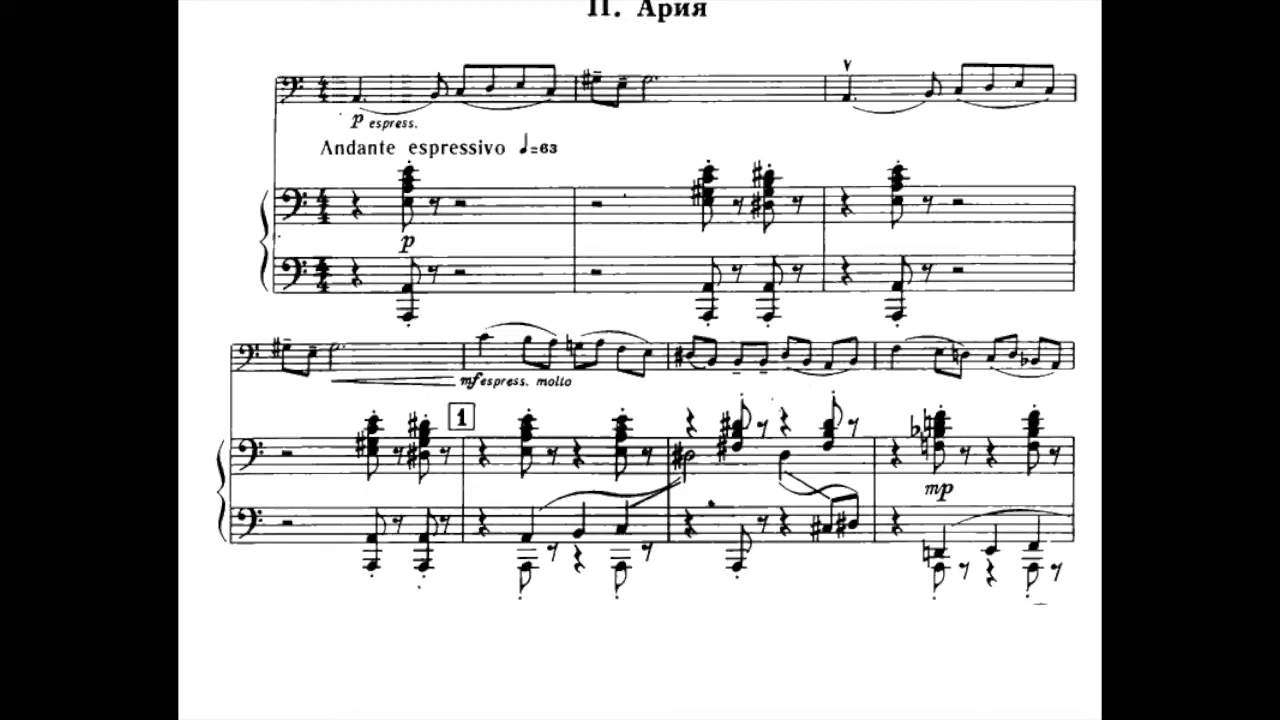 II. Ария
p espress.
Andante espressivo ♩=63
p
mf espress. molto
1
mp